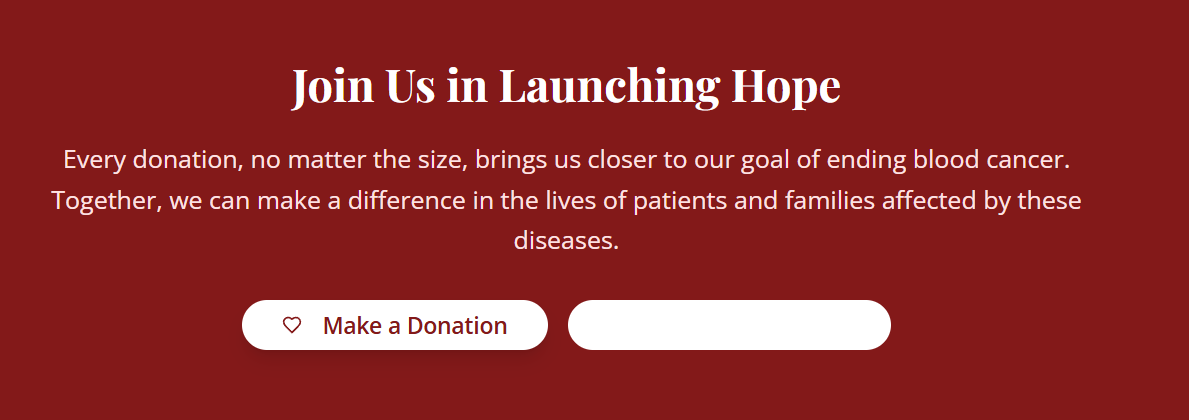 Join Us in Launching Hope
Every donation, no matter the size, brings us closer to our goal of ending blood cancer.
Together, we can make a difference in the lives of patients and families affected by these
diseases.
Make a Donation